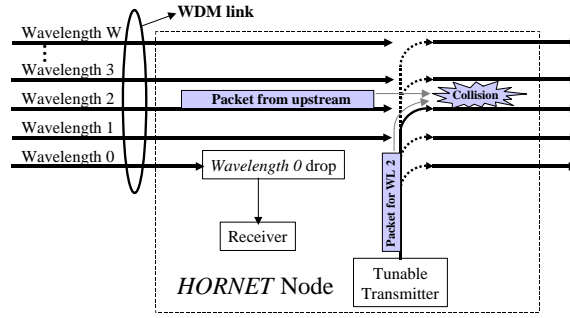 WDM link
Wavelength W
Wavelength 3
Wavelength 2
Packet from upstream
Collision
Wavelength 1
Wavelength 0
Wavelength 0 drop
Packet for WL 2
Receiver
HORNET Node
Tunable
Transmitter